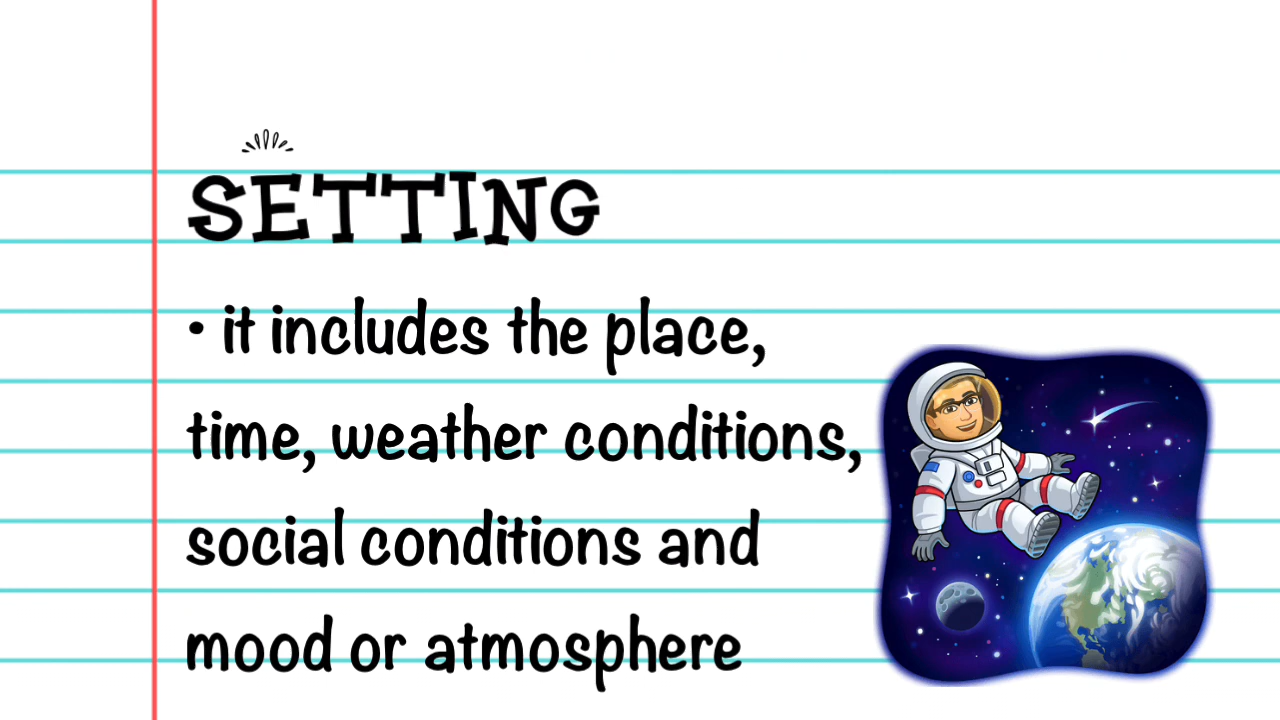 SETTING
• it includes the place,
time, weather conditions,
social conditions and
mood or atmosphere